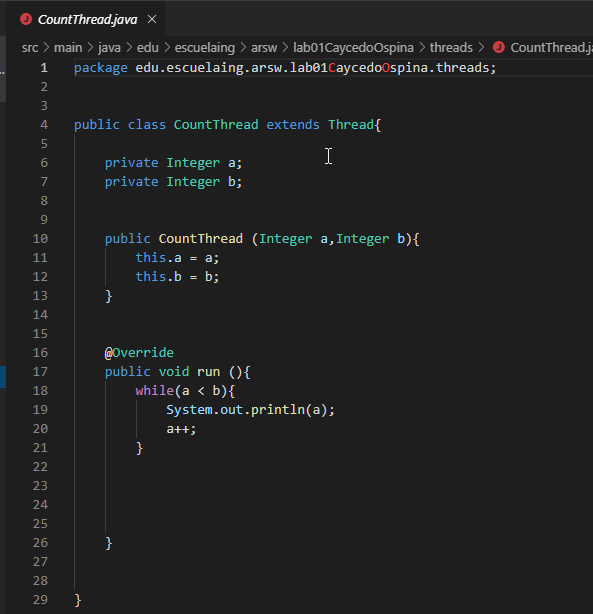 CountThread.java
src > main > java > edu > escuelaing > arsw > lab01CaycedoOspina > threads > CountThread.ja
1 package edu.escuelaing.arsw.lab01CaycedoOspina.threads;
2
3
4 public class CountThread extends Thread{
5
6 private Integer a;
7 private Integer b;
8
9
10 public CountThread (Integer a,Integer b){
11 this.a = a;
12 this.b = b;
13 }
14
15
16 @Override
17 public void run (){
18 while(a < b){
19 System.out.println(a);
20 a++;
21 }
22
23
24
25
26 }
27
28
29 }